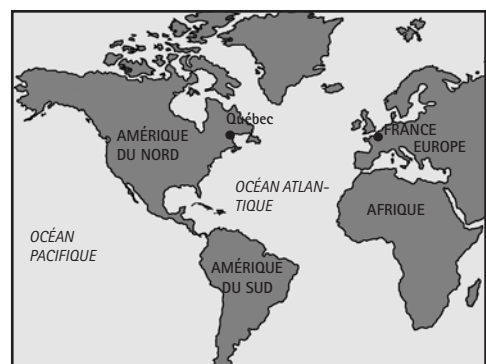 Québec
AMÉRIQUE
DU NORD
FRANCE
EUROPE
OCÉAN ATLAN-
TIQUE
AFRIQUE
OCÉAN
PACIFIQUE
AMÉRIQUE
DU SUD